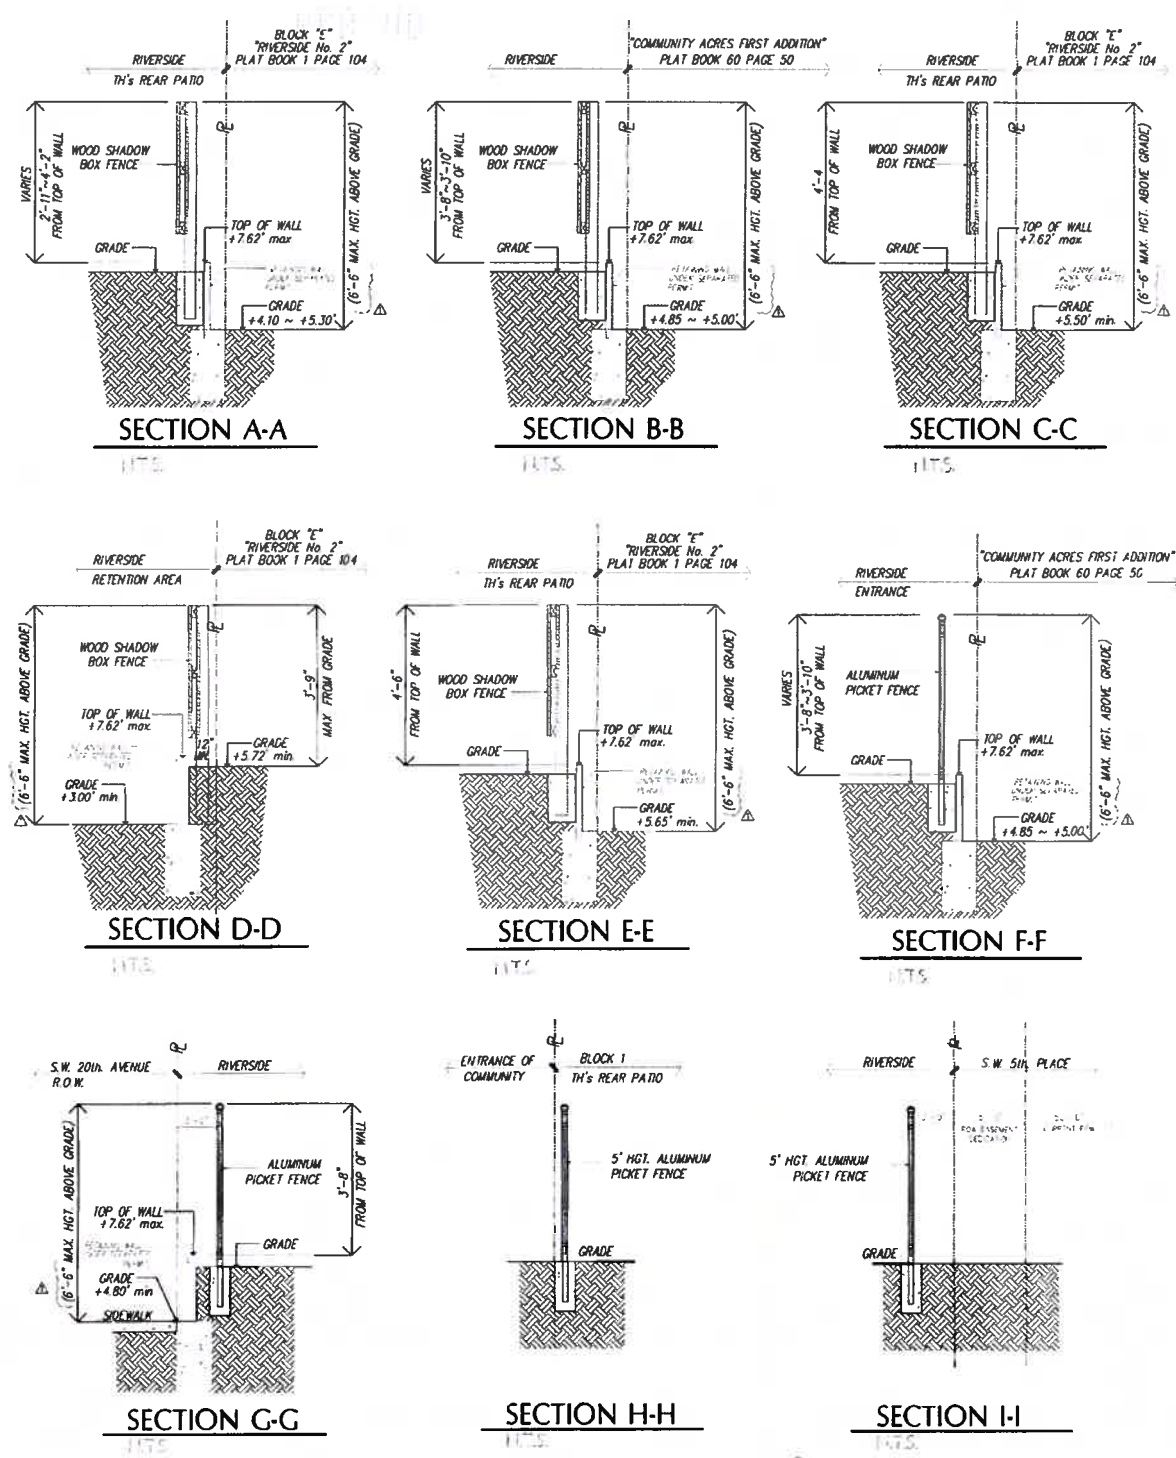 RIVERSIDE
TH's REAR PATIO
BLOCK "E"
"RIVERSIDE No. 2"
PLAT BOOK 1 PAGE 104
VARIES
2'-11"~4'-2"
FROM TOP OF WALL
WOOD SHADOW
BOX FENCE
TOP OF WALL
+7.62' max
GRADE
GRADE
+4.10 ~ +5.30'
(6'-6" MAX. HGT. ABOVE GRADE)
SECTION A-A
N.T.S.
RIVERSIDE
"COMMUNITY ACRES FIRST ADDITION"
PLAT BOOK 60 PAGE 50
VARIES
3'-8"~3'-10"
FROM TOP OF WALL
WOOD SHADOW
BOX FENCE
TOP OF WALL
+7.62' max
GRADE
RETAINING WALL
UNDER SEPARATED
PERMIT
GRADE
+4.85 ~ +5.00'
(6'-6" MAX. HGT. ABOVE GRADE)
SECTION B-B
N.T.S.
RIVERSIDE
TH's REAR PATIO
BLOCK "E"
"RIVERSIDE No. 2"
PLAT BOOK 1 PAGE 104
4'-4
FROM TOP OF WALL
WOOD SHADOW
BOX FENCE
TOP OF WALL
+7.62' max
GRADE
GRADE
+5.50' min.
(6'-6" MAX. HGT. ABOVE GRADE)
SECTION C-C
N.T.S.
RIVERSIDE
RETENTION AREA
BLOCK "E"
"RIVERSIDE No. 2"
PLAT BOOK 1 PAGE 104
(6'-6" MAX. HGT. ABOVE GRADE)
WOOD SHADOW
BOX FENCE
TOP OF WALL
+7.62' max.
12"
MIN.
GRADE
+5.72' min.
GRADE
+3.00' min
3'-9"
MAX FROM GRADE
SECTION D-D
N.T.S.
RIVERSIDE
TH's REAR PATIO
BLOCK "E"
"RIVERSIDE No. 2"
PLAT BOOK 1 PAGE 104
4'-6"
FROM TOP OF WALL
WOOD SHADOW
BOX FENCE
TOP OF WALL
+7.62' max
GRADE
GRADE
+5.65' min.
(6'-6" MAX. HGT. ABOVE GRADE)
SECTION E-E
N.T.S.
RIVERSIDE
ENTRANCE
"COMMUNITY ACRES FIRST ADDITION"
PLAT BOOK 60 PAGE 50
VARIES
3'-8"~3'-10"
FROM TOP OF WALL
ALUMINUM
PICKET FENCE
TOP OF WALL
+7.62' max
GRADE
RETAINING WALL
UNDER SEPARATED
PERMIT
GRADE
+4.85 ~ +5.00'
(6'-6" MAX. HGT. ABOVE GRADE)
SECTION F-F
N.T.S.
S.W. 20th. AVENUE
R.O.W.
RIVERSIDE
(6'-6" MAX. HGT. ABOVE GRADE)
ALUMINUM
PICKET FENCE
TOP OF WALL
+7.62' max.
GRADE
GRADE
+4.80' min
SIDEWALK
3'-8"
FROM TOP OF WALL
SECTION G-G
N.T.S.
ENTRANCE OF
COMMUNITY
BLOCK 1
TH's REAR PATIO
5' HGT. ALUMINUM
PICKET FENCE
GRADE
SECTION H-H
N.T.S.
RIVERSIDE
S.W. 5th. PLACE
5' HGT. ALUMINUM
PICKET FENCE
GRADE
SECTION I-I
N.T.S.